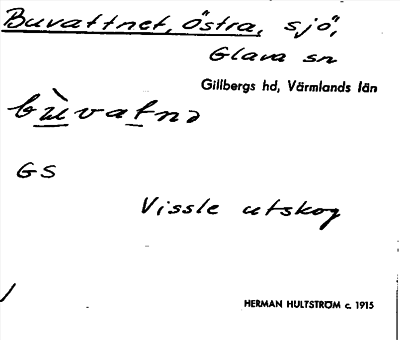 Buvattnet, Östra, sjö,
Glava sn
Gillbergs hd, Värmlands län
GS
Vissle utskog
HERMAN HULTSTRÖM c. 1915